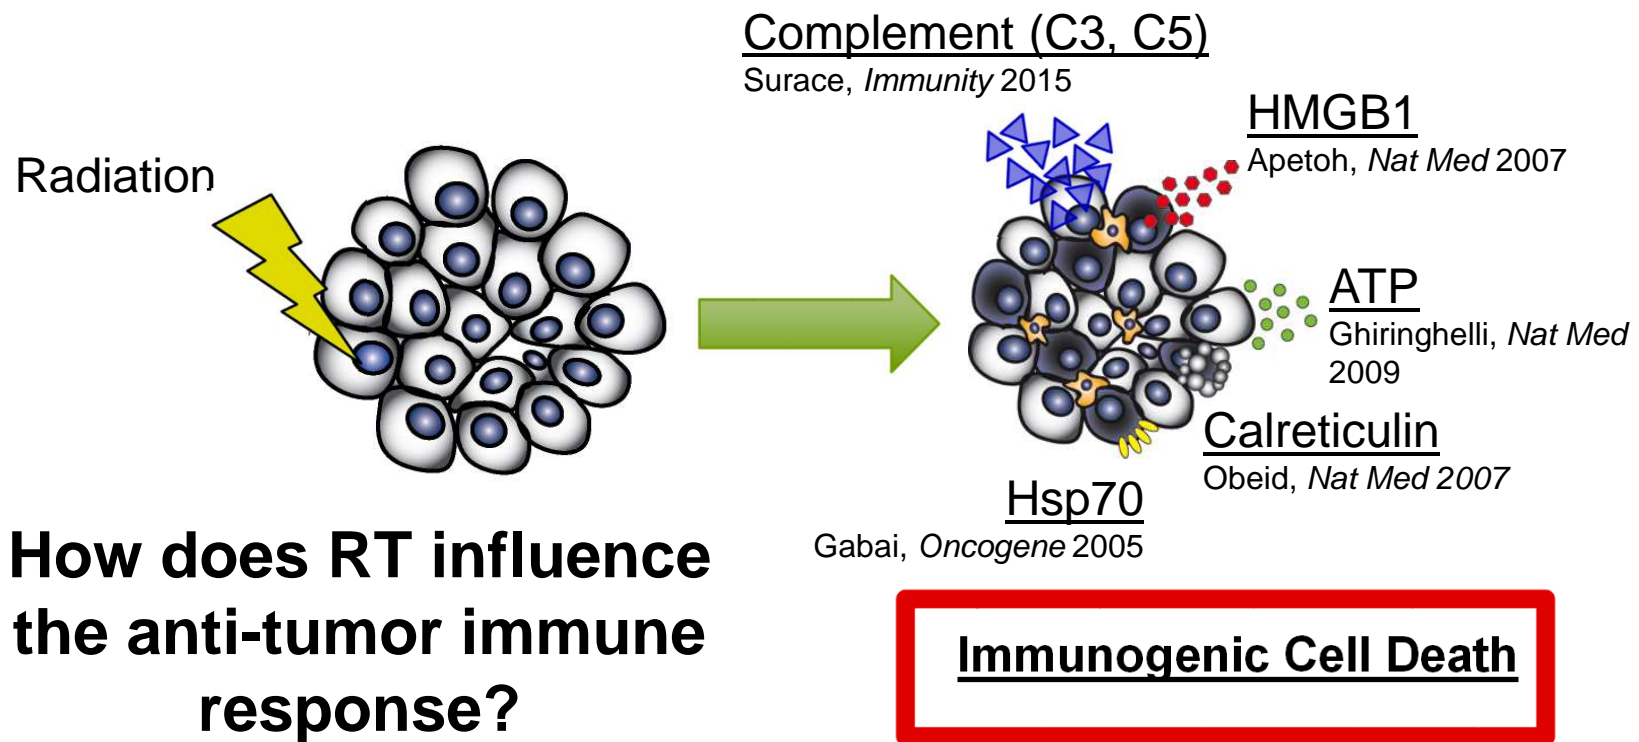 Complement (C3, C5)
Surace, Immunity 2015
HMGB1
Apetoh, Nat Med 2007
Radiation
ATP
Ghiringhelli, Nat Med
2009
Calreticulin
Obeid, Nat Med 2007
Hsp70
Gabai, Oncogene 2005
How does RT influence
the anti-tumor immune
response?
Immunogenic Cell Death